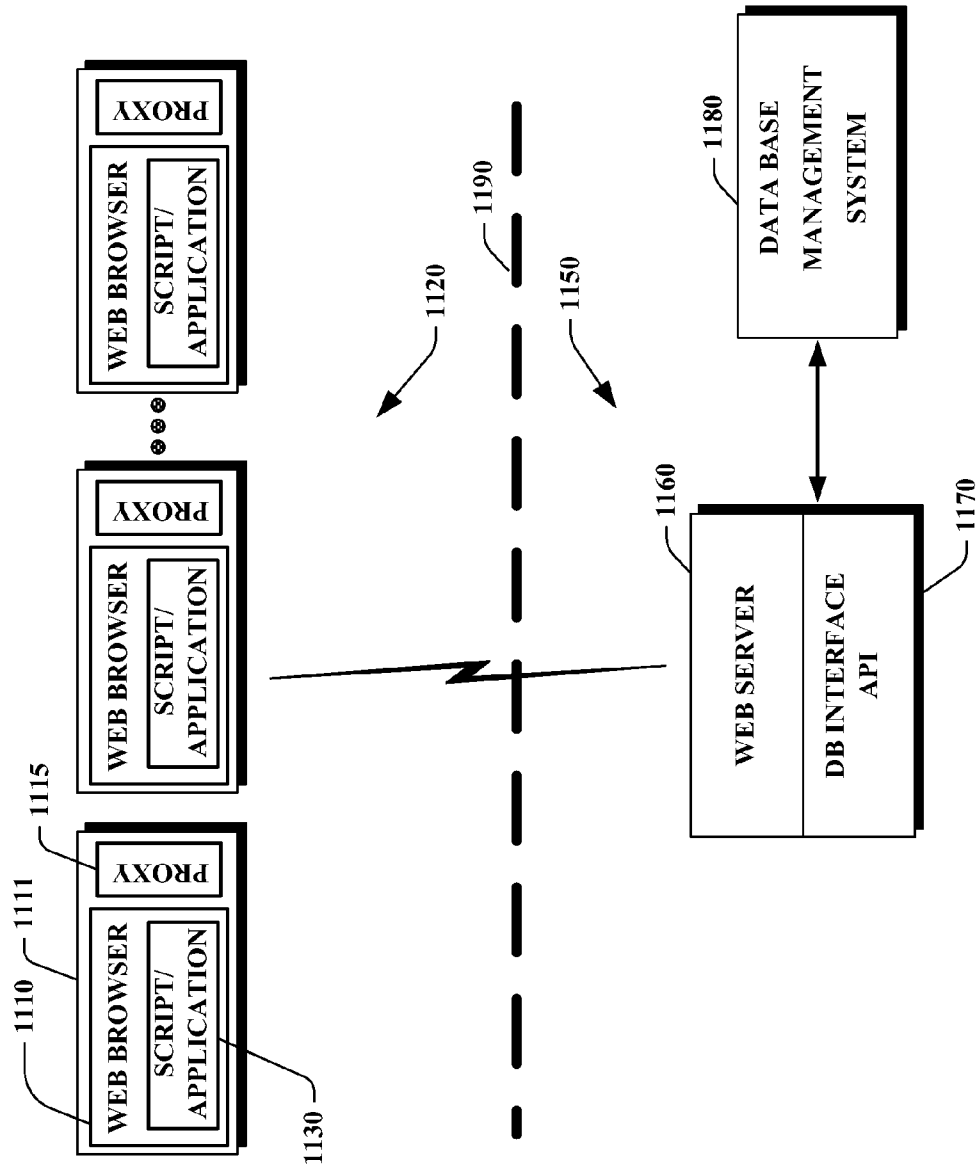 1110
1111
1115
WEB BROWSER
SCRIPT/
APPLICATION
PROXY
1130
WEB BROWSER
SCRIPT/
APPLICATION
PROXY
WEB BROWSER
SCRIPT/
APPLICATION
PROXY
1120
1190
1150
1160
WEB SERVER
DB INTERFACE
API
1170
1180
DATA BASE
MANAGEMENT
SYSTEM